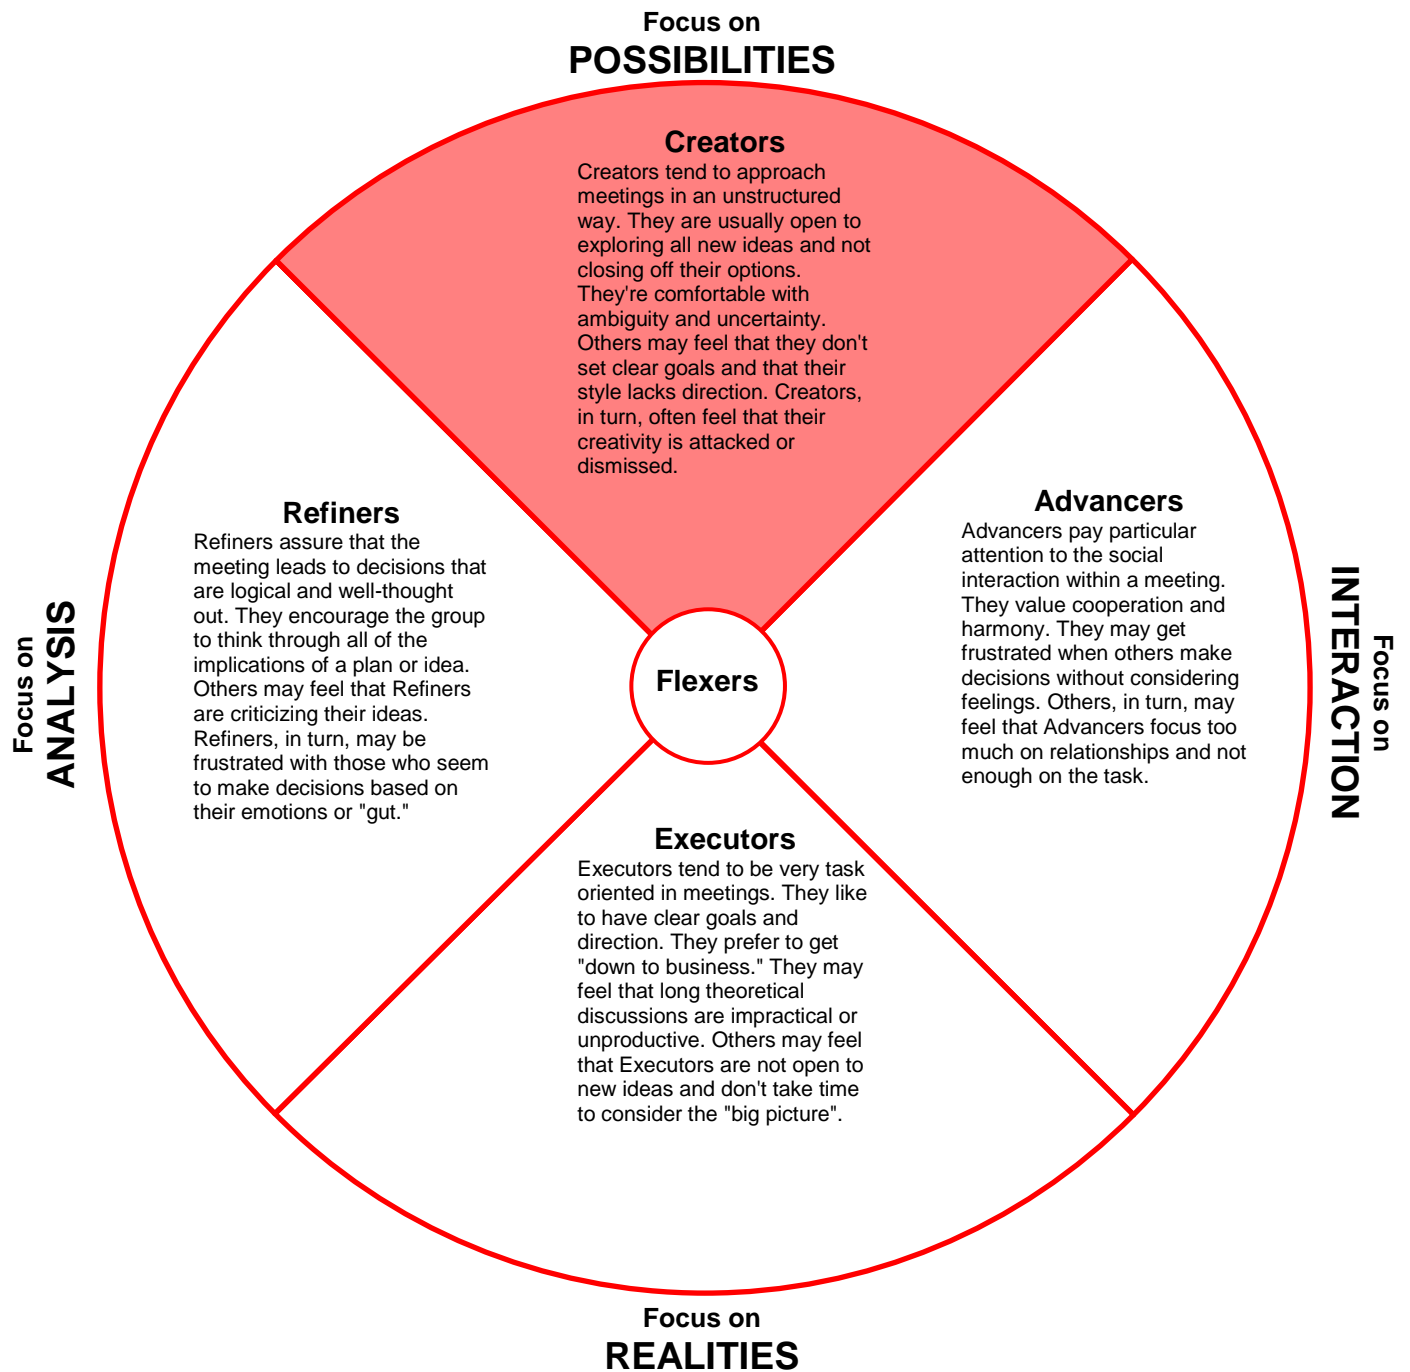 Focus on
POSSIBILITIES
Creators
Creators tend to approach
meetings in an unstructured
way. They are usually open to
exploring all new ideas and not
closing off their options.
They're comfortable with
ambiguity and uncertainty.
Others may feel that they don't
set clear goals and that their
style lacks direction. Creators,
in turn, often feel that their
creativity is attacked or
dismissed.
Focus on
ANALYSIS
Refiners
Refiners assure that the
meeting leads to decisions that
are logical and well-thought
out. They encourage the group
to think through all of the
implications of a plan or idea.
Others may feel that Refiners
are criticizing their ideas.
Refiners, in turn, may be
frustrated with those who seem
to make decisions based on
their emotions or "gut."
Flexers
Advancers
Advancers pay particular
attention to the social
interaction within a meeting.
They value cooperation and
harmony. They may get
frustrated when others make
decisions without considering
feelings. Others, in turn, may
feel that Advancers focus too
much on relationships and not
enough on the task.
Focus on
INTERACTION
Executors
Executors tend to be very task
oriented in meetings. They like
to have clear goals and
direction. They prefer to get
"down to business." They may
feel that long theoretical
discussions are impractical or
unproductive. Others may feel
that Executors are not open to
new ideas and don't take time
to consider the "big picture".
Focus on
REALITIES